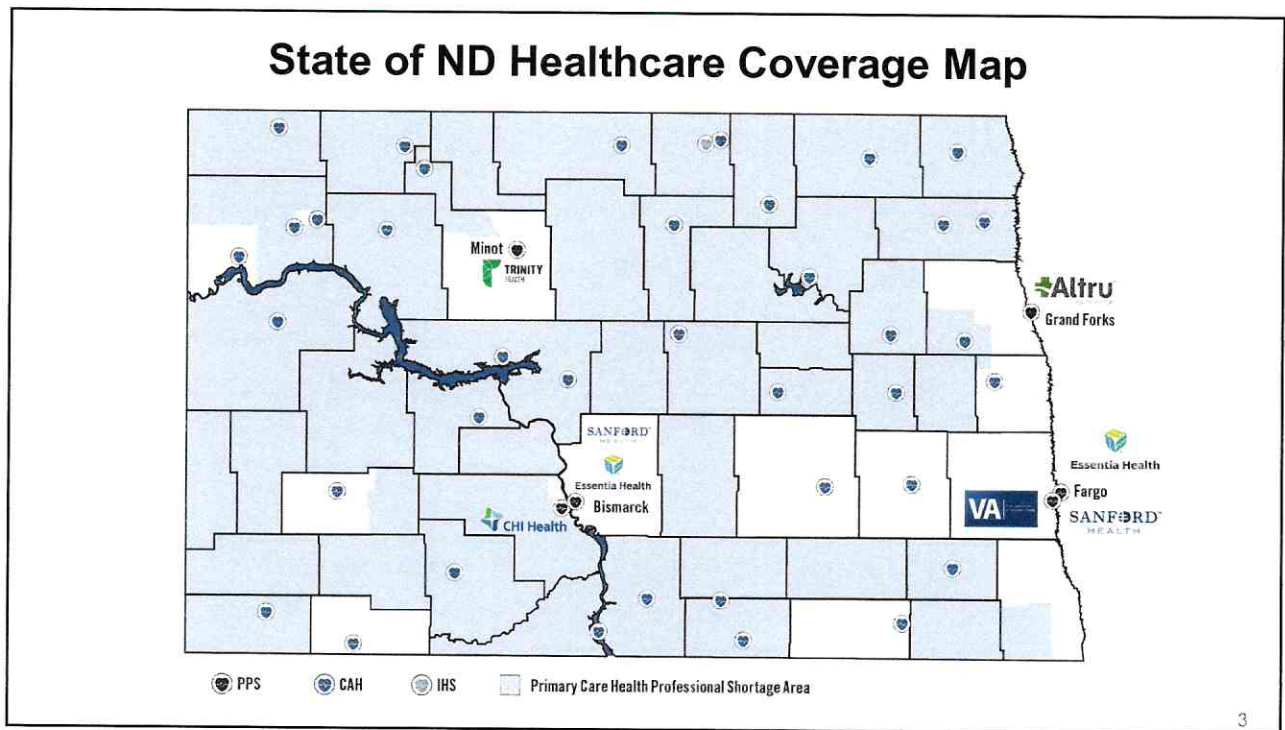 State of ND Healthcare Coverage Map
Minot
TRINITY
HEALTH
Altru
Grand Forks
SANFORD
HEALTH
Essentia Health
Bismarck
CHI Health
Essentia Health
Fargo
VA
SANFORD
HEALTH
PPS
CAH
IHS
Primary Care Health Professional Shortage Area
3